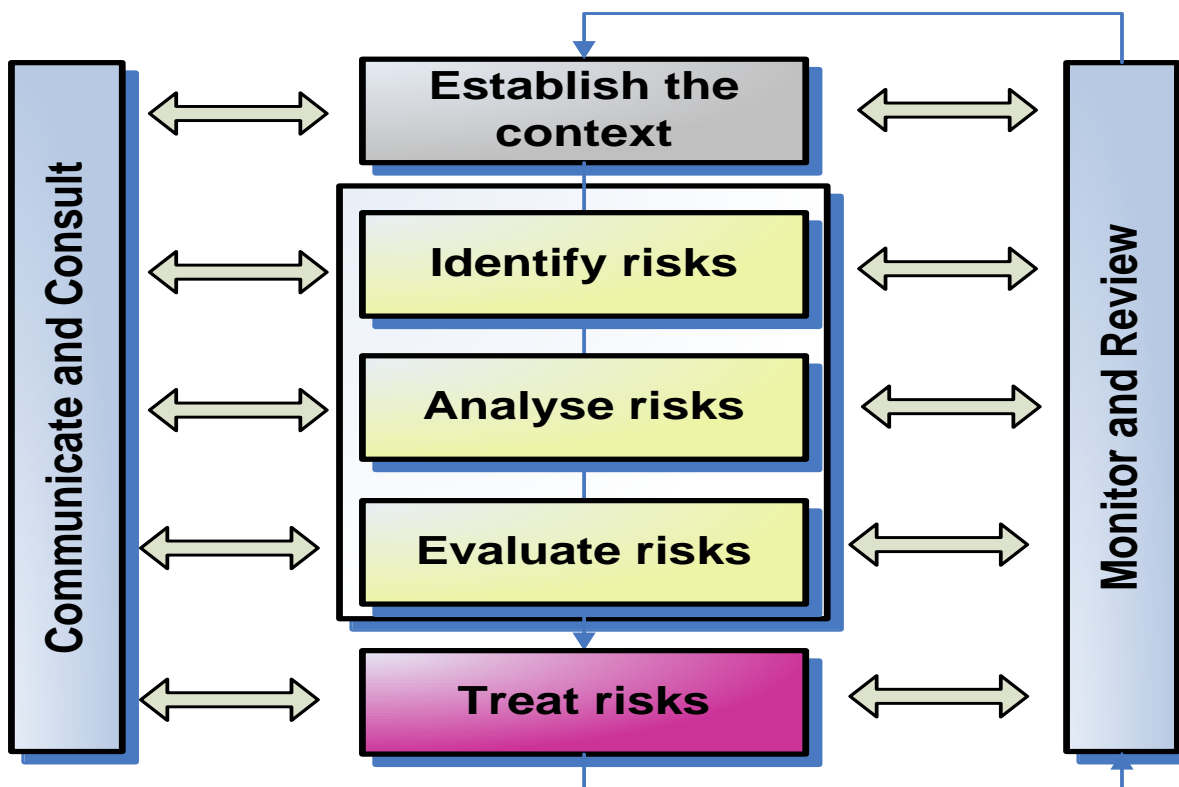 Establish the
context
Communicate and Consult
Identify risks
Analyse risks
Evaluate risks
Treat risks
Monitor and Review